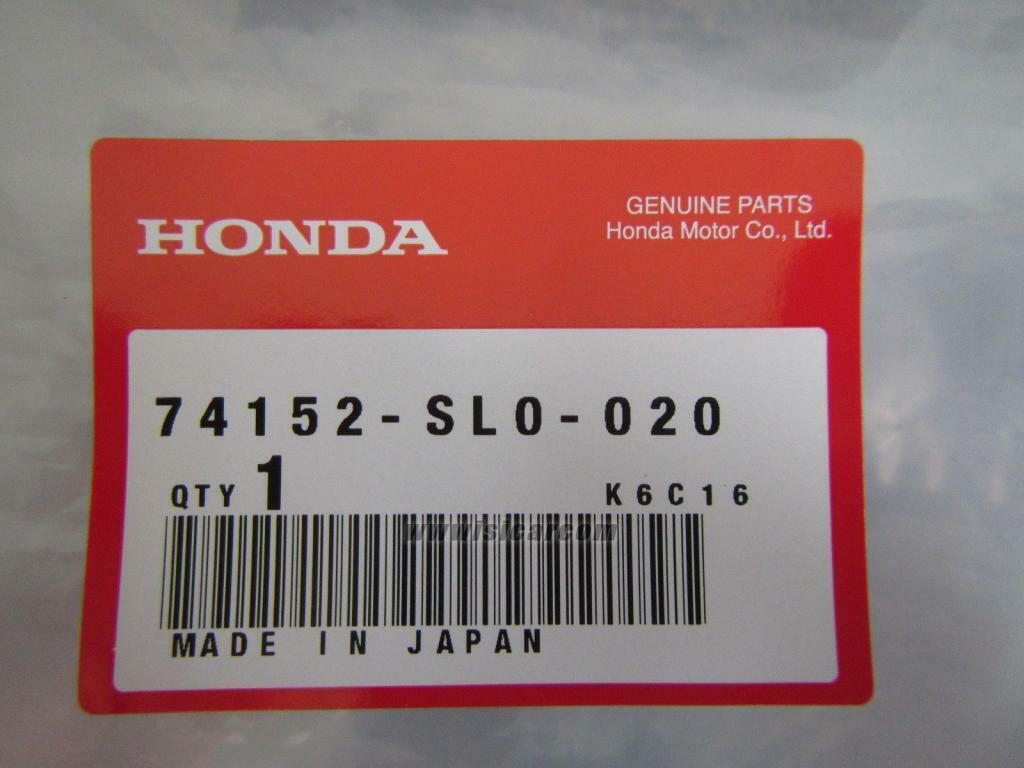 HONDA
GENUINE PARTS
Honda Motor Co., Ltd.
74152-SL0-020
QTY 1
K6C16
www.isicar.com
MADE IN JAPAN